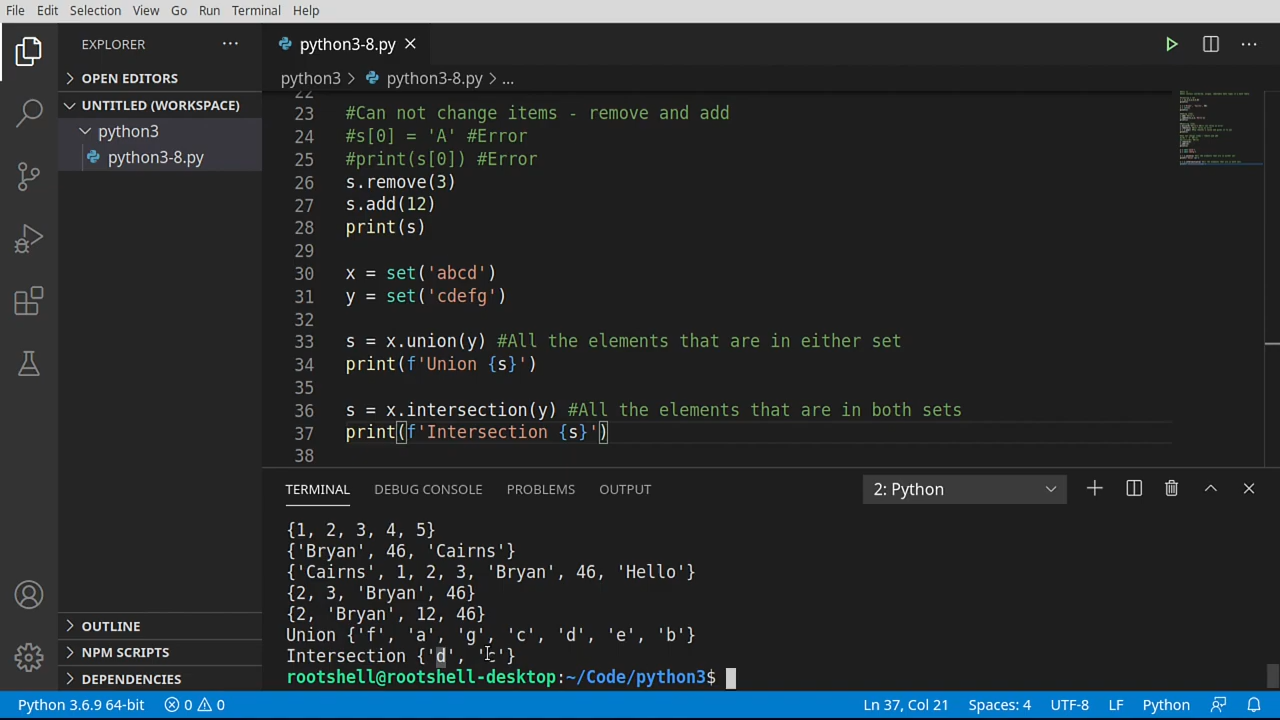 File Edit Selection View Go Run Terminal Help
EXPLORER
python3-8.py
OPEN EDITORS
python3 > python3-8.py > ...
UNTITLED (WORKSPACE)
python3
python3-8.py
22
23 #Can not change items - remove and add
24 #s[0] = 'A' #Error
25 #print(s[0]) #Error
26 s.remove(3)
27 s.add(12)
28 print(s)
29
30 x = set('abcd')
31 y = set('cdefg')
32
33 s = x.union(y) #All the elements that are in either set
34 print(f'Union {s}')
35
36 s = x.intersection(y) #All the elements that are in both sets
37 print(f'Intersection {s}')
38
TERMINAL DEBUG CONSOLE PROBLEMS OUTPUT 2: Python
{1, 2, 3, 4, 5}
{'Bryan', 46, 'Cairns'}
{'Cairns', 1, 2, 3, 'Bryan', 46, 'Hello'}
{2, 3, 'Bryan', 46}
{2, 'Bryan', 12, 46}
Union {'f', 'a', 'g', 'c', 'd', 'e', 'b'}
Intersection {'d', 'c'}
rootshell@rootshell-desktop:~/Code/python3$
OUTLINE
NPM SCRIPTS
DEPENDENCIES
Python 3.6.9 64-bit 0 0 Ln 37, Col 21 Spaces: 4 UTF-8 LF Python